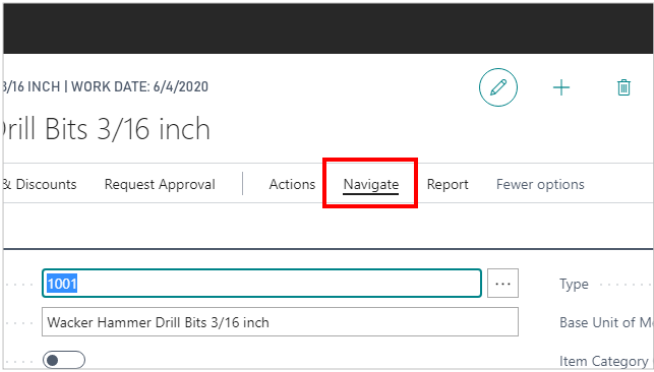 3/16 INCH | WORK DATE: 6/4/2020
Drill Bits 3/16 inch
& Discounts Request Approval Actions Navigate Report Fewer options
1001 ... Type
Wacker Hammer Drill Bits 3/16 inch Base Unit of M
Item Category